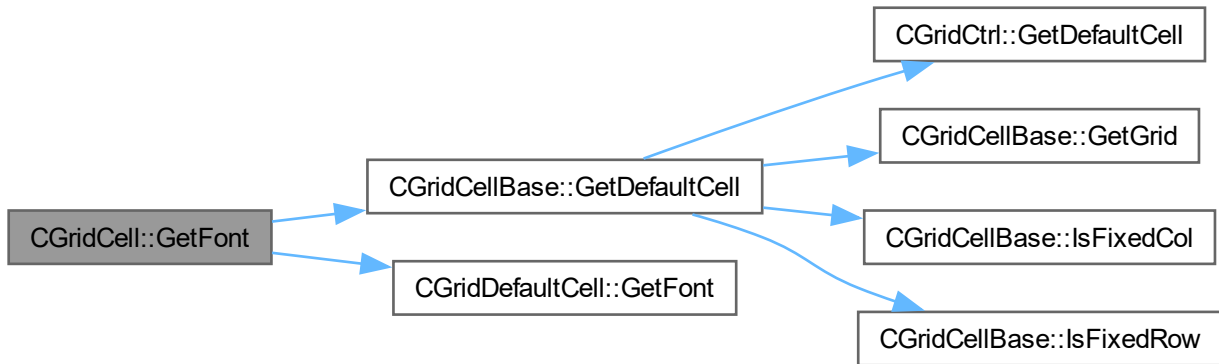 CGridCell::GetFont
CGridCellBase::GetDefaultCell
CGridDefaultCell::GetFont
CGridCtrl::GetDefaultCell
CGridCellBase::GetGrid
CGridCellBase::IsFixedCol
CGridCellBase::IsFixedRow